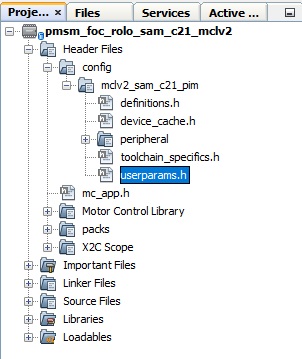 Proje... Files Services Active ...
pmsm_foc_rolo_sam_c21_mclv2
Header Files
config
mclv2_sam_c21_pim
definitions.h
device_cache.h
peripheral
toolchain_specifics.h
userparams.h
mc_app.h
Motor Control Library
packs
X2C Scope
Important Files
Linker Files
Source Files
Libraries
Loadables